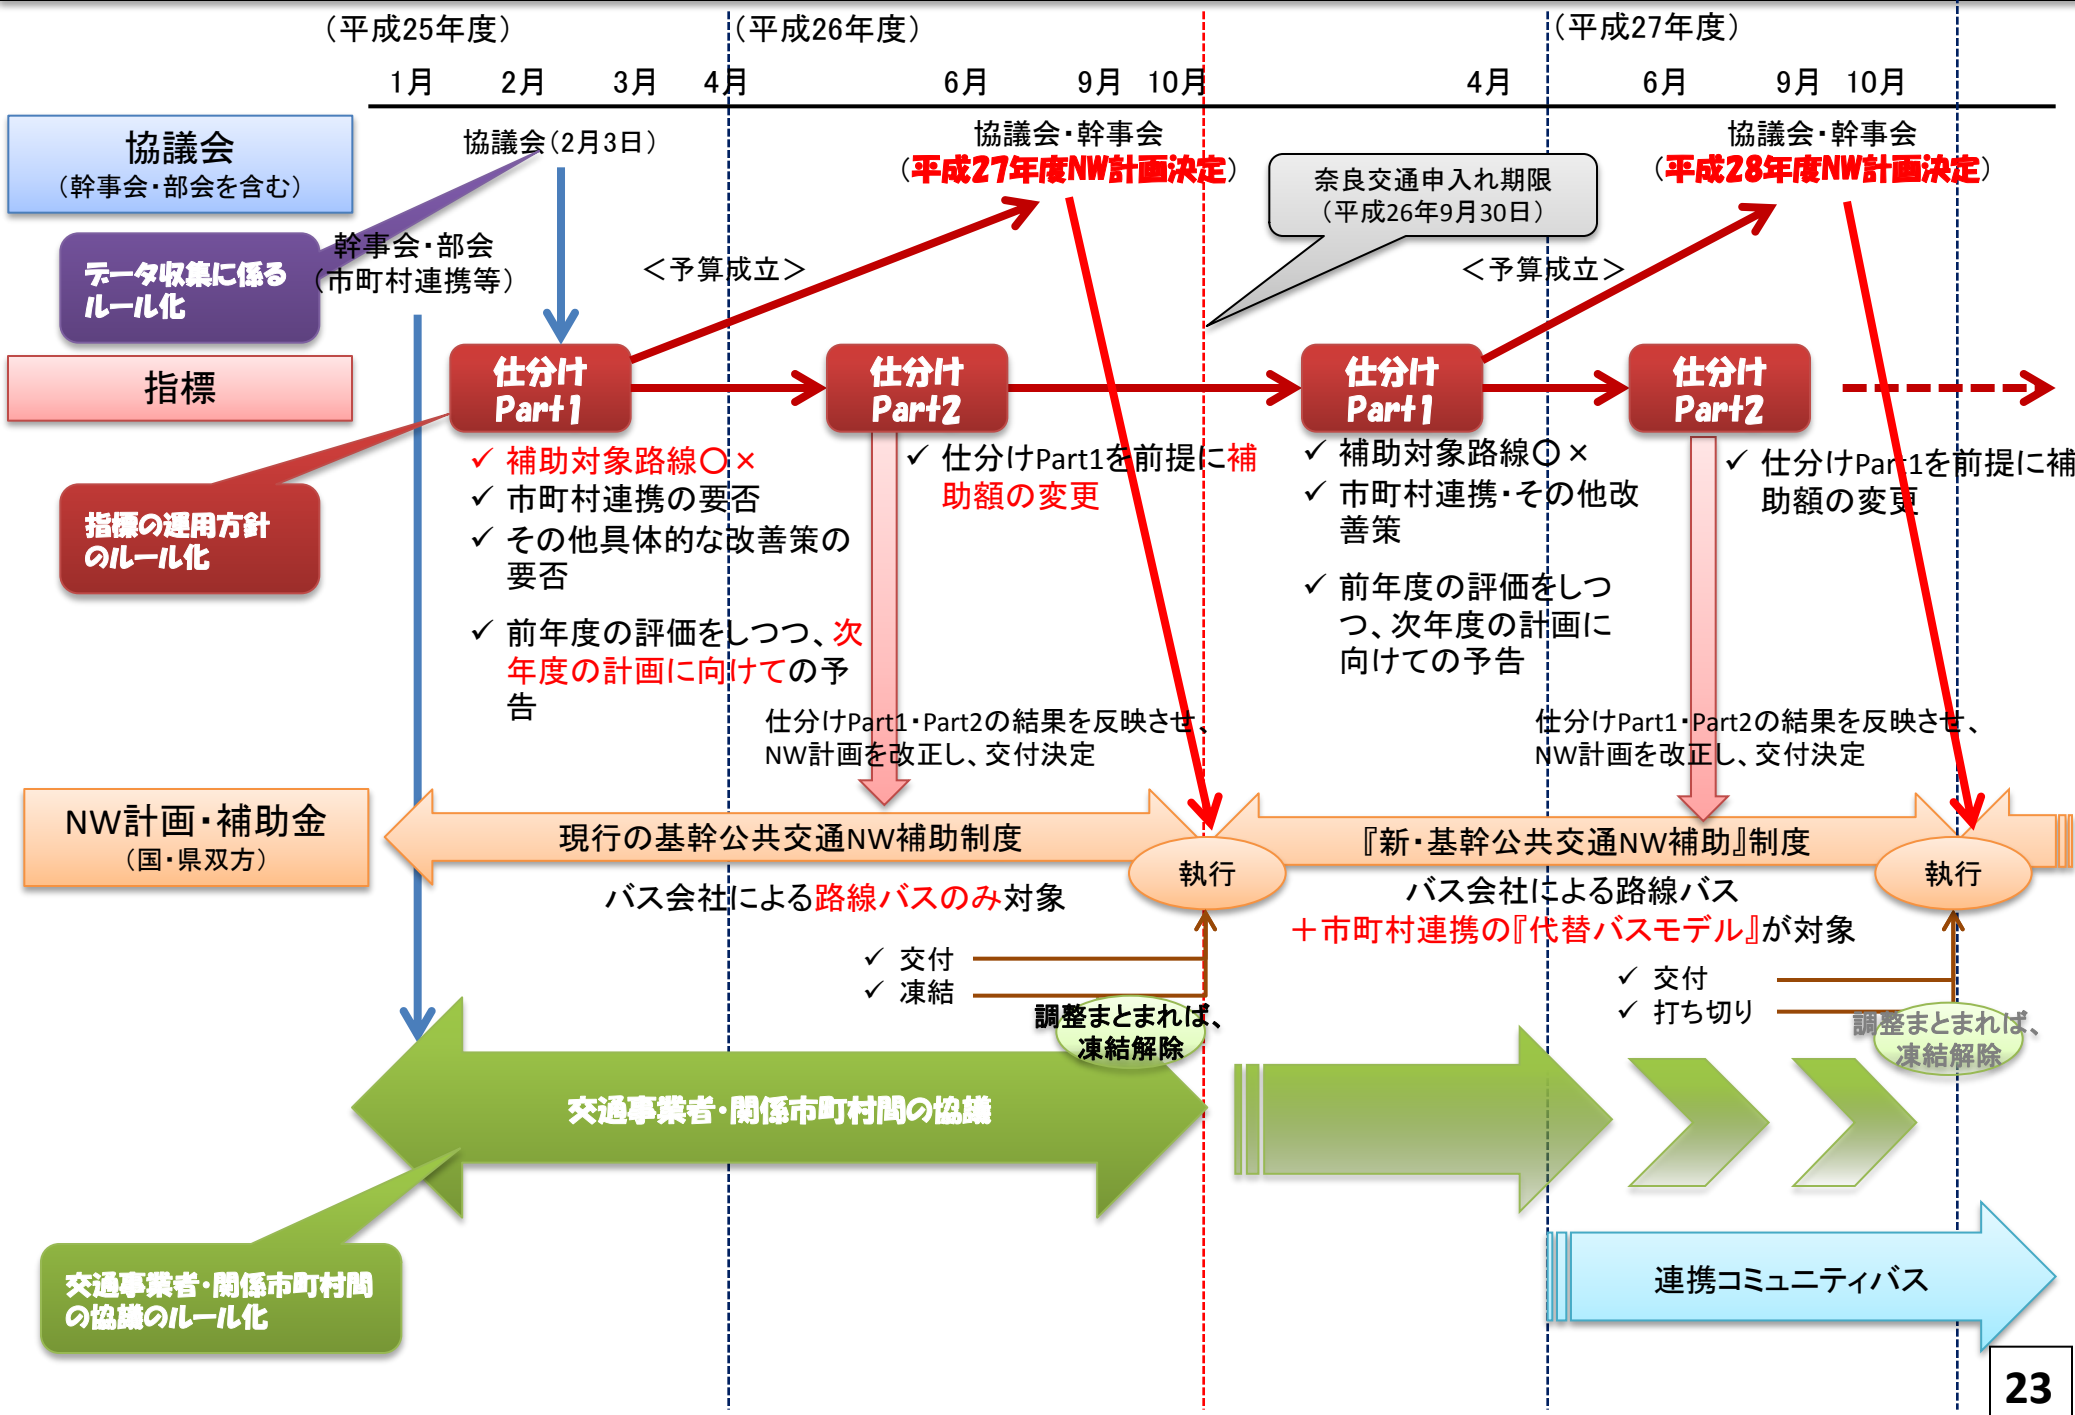 （平成25年度）
（平成26年度）
（平成27年度）
1月 2月 3月 4月 6月 9月 10月 4月 6月 9月 10月
協議会
（幹事会・部会を含む）
協議会（2月3日）
協議会・幹事会
（平成27年度NW計画決定）
奈良交通申入れ期限
（平成26年9月30日）
協議会・幹事会
（平成28年度NW計画決定）
データ収集に係る
ルール化
幹事会・部会
（市町村連携等）
＜予算成立＞
＜予算成立＞
指標
仕分け
Part1
仕分け
Part2
仕分け
Part1
仕分け
Part2
指標の運用方針
のルール化
✓ 補助対象路線○×
✓ 市町村連携の要否
✓ その他具体的な改善策の
要否
✓ 前年度の評価をしつつ、次
年度の計画に向けての予
告
✓ 仕分けPart1を前提に補
助額の変更
✓ 補助対象路線○×
✓ 市町村連携・その他改
善策
✓ 前年度の評価をしつ
つ、次年度の計画に
向けての予告
✓ 仕分けPart1を前提に補
助額の変更
仕分けPart1・Part2の結果を反映させ、
NW計画を改正し、交付決定
仕分けPart1・Part2の結果を反映させ、
NW計画を改正し、交付決定
NW計画・補助金
（国・県双方）
現行の基幹公共交通NW補助制度
執行
『新・基幹公共交通NW補助』制度
執行
バス会社による路線バスのみ対象
バス会社による路線バス
＋市町村連携の『代替バスモデル』が対象
✓ 交付
✓ 凍結
調整まとまれば、
凍結解除
✓ 交付
✓ 打ち切り
調整まとまれば、
凍結解除
交通事業者・関係市町村間の協議
交通事業者・関係市町村間
の協議のルール化
連携コミュニティバス
23